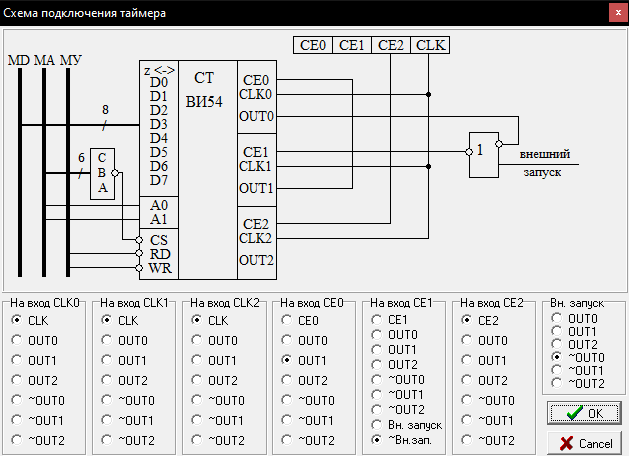 Схема подключения таймера
x
CE0 CE1 CE2 CLK
MD MA МУ
z <-> CT
ВИ54
D0
D1
D2
D3
D4
D5
D6
D7
A0
A1
CS
RD
WR
8
/
6
/
С
В
А
CE0
CLK0
OUT0
CE1
CLK1
OUT1
CE2
CLK2
OUT2
1
внешний
запуск
На вход CLK0
CLK
OUT0
OUT1
OUT2
~OUT0
~OUT1
~OUT2
На вход CLK1
CLK
OUT0
OUT1
OUT2
~OUT0
~OUT1
~OUT2
На вход CLK2
CLK
OUT0
OUT1
OUT2
~OUT0
~OUT1
~OUT2
На вход CE0
CE0
OUT0
OUT1
OUT2
~OUT0
~OUT1
~OUT2
На вход CE1
CE1
OUT0
OUT1
OUT2
~OUT0
~OUT1
~OUT2
Вн. запуск
~Вн.зап.
На вход CE2
CE2
OUT0
OUT1
OUT2
~OUT0
~OUT1
~OUT2
Вн. запуск
OUT0
OUT1
OUT2
~OUT0
~OUT1
~OUT2
OK
Cancel